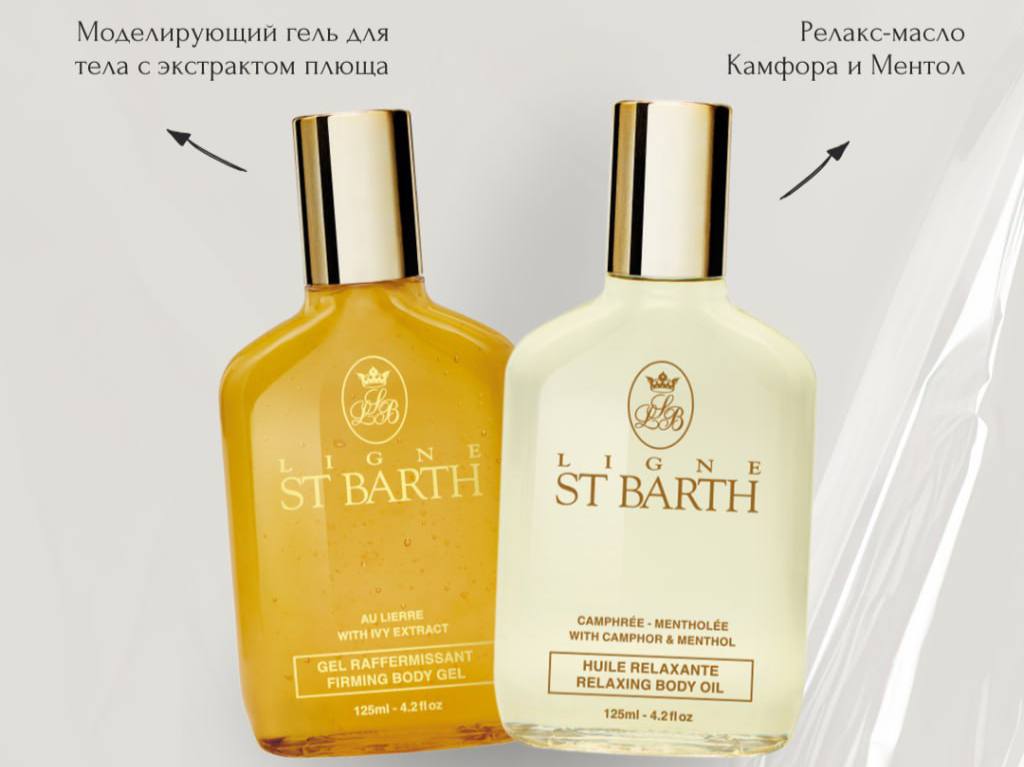 Моделирующий гель для
тела с экстрактом плюща
Релакс-масло
Камфора и Ментол
LSB
LIGNE
ST BARTH
AU LIERRE
WITH IVY EXTRACT
GEL RAFFERMISSANT
FIRMING BODY GEL
125ml - 4.2 fl oz
LSB
LIGNE
ST BARTH
CAMPHRÉE - MENTHOLÉE
WITH CAMPHOR & MENTHOL
HUILE RELAXANTE
RELAXING BODY OIL
125ml - 4.2 fl oz